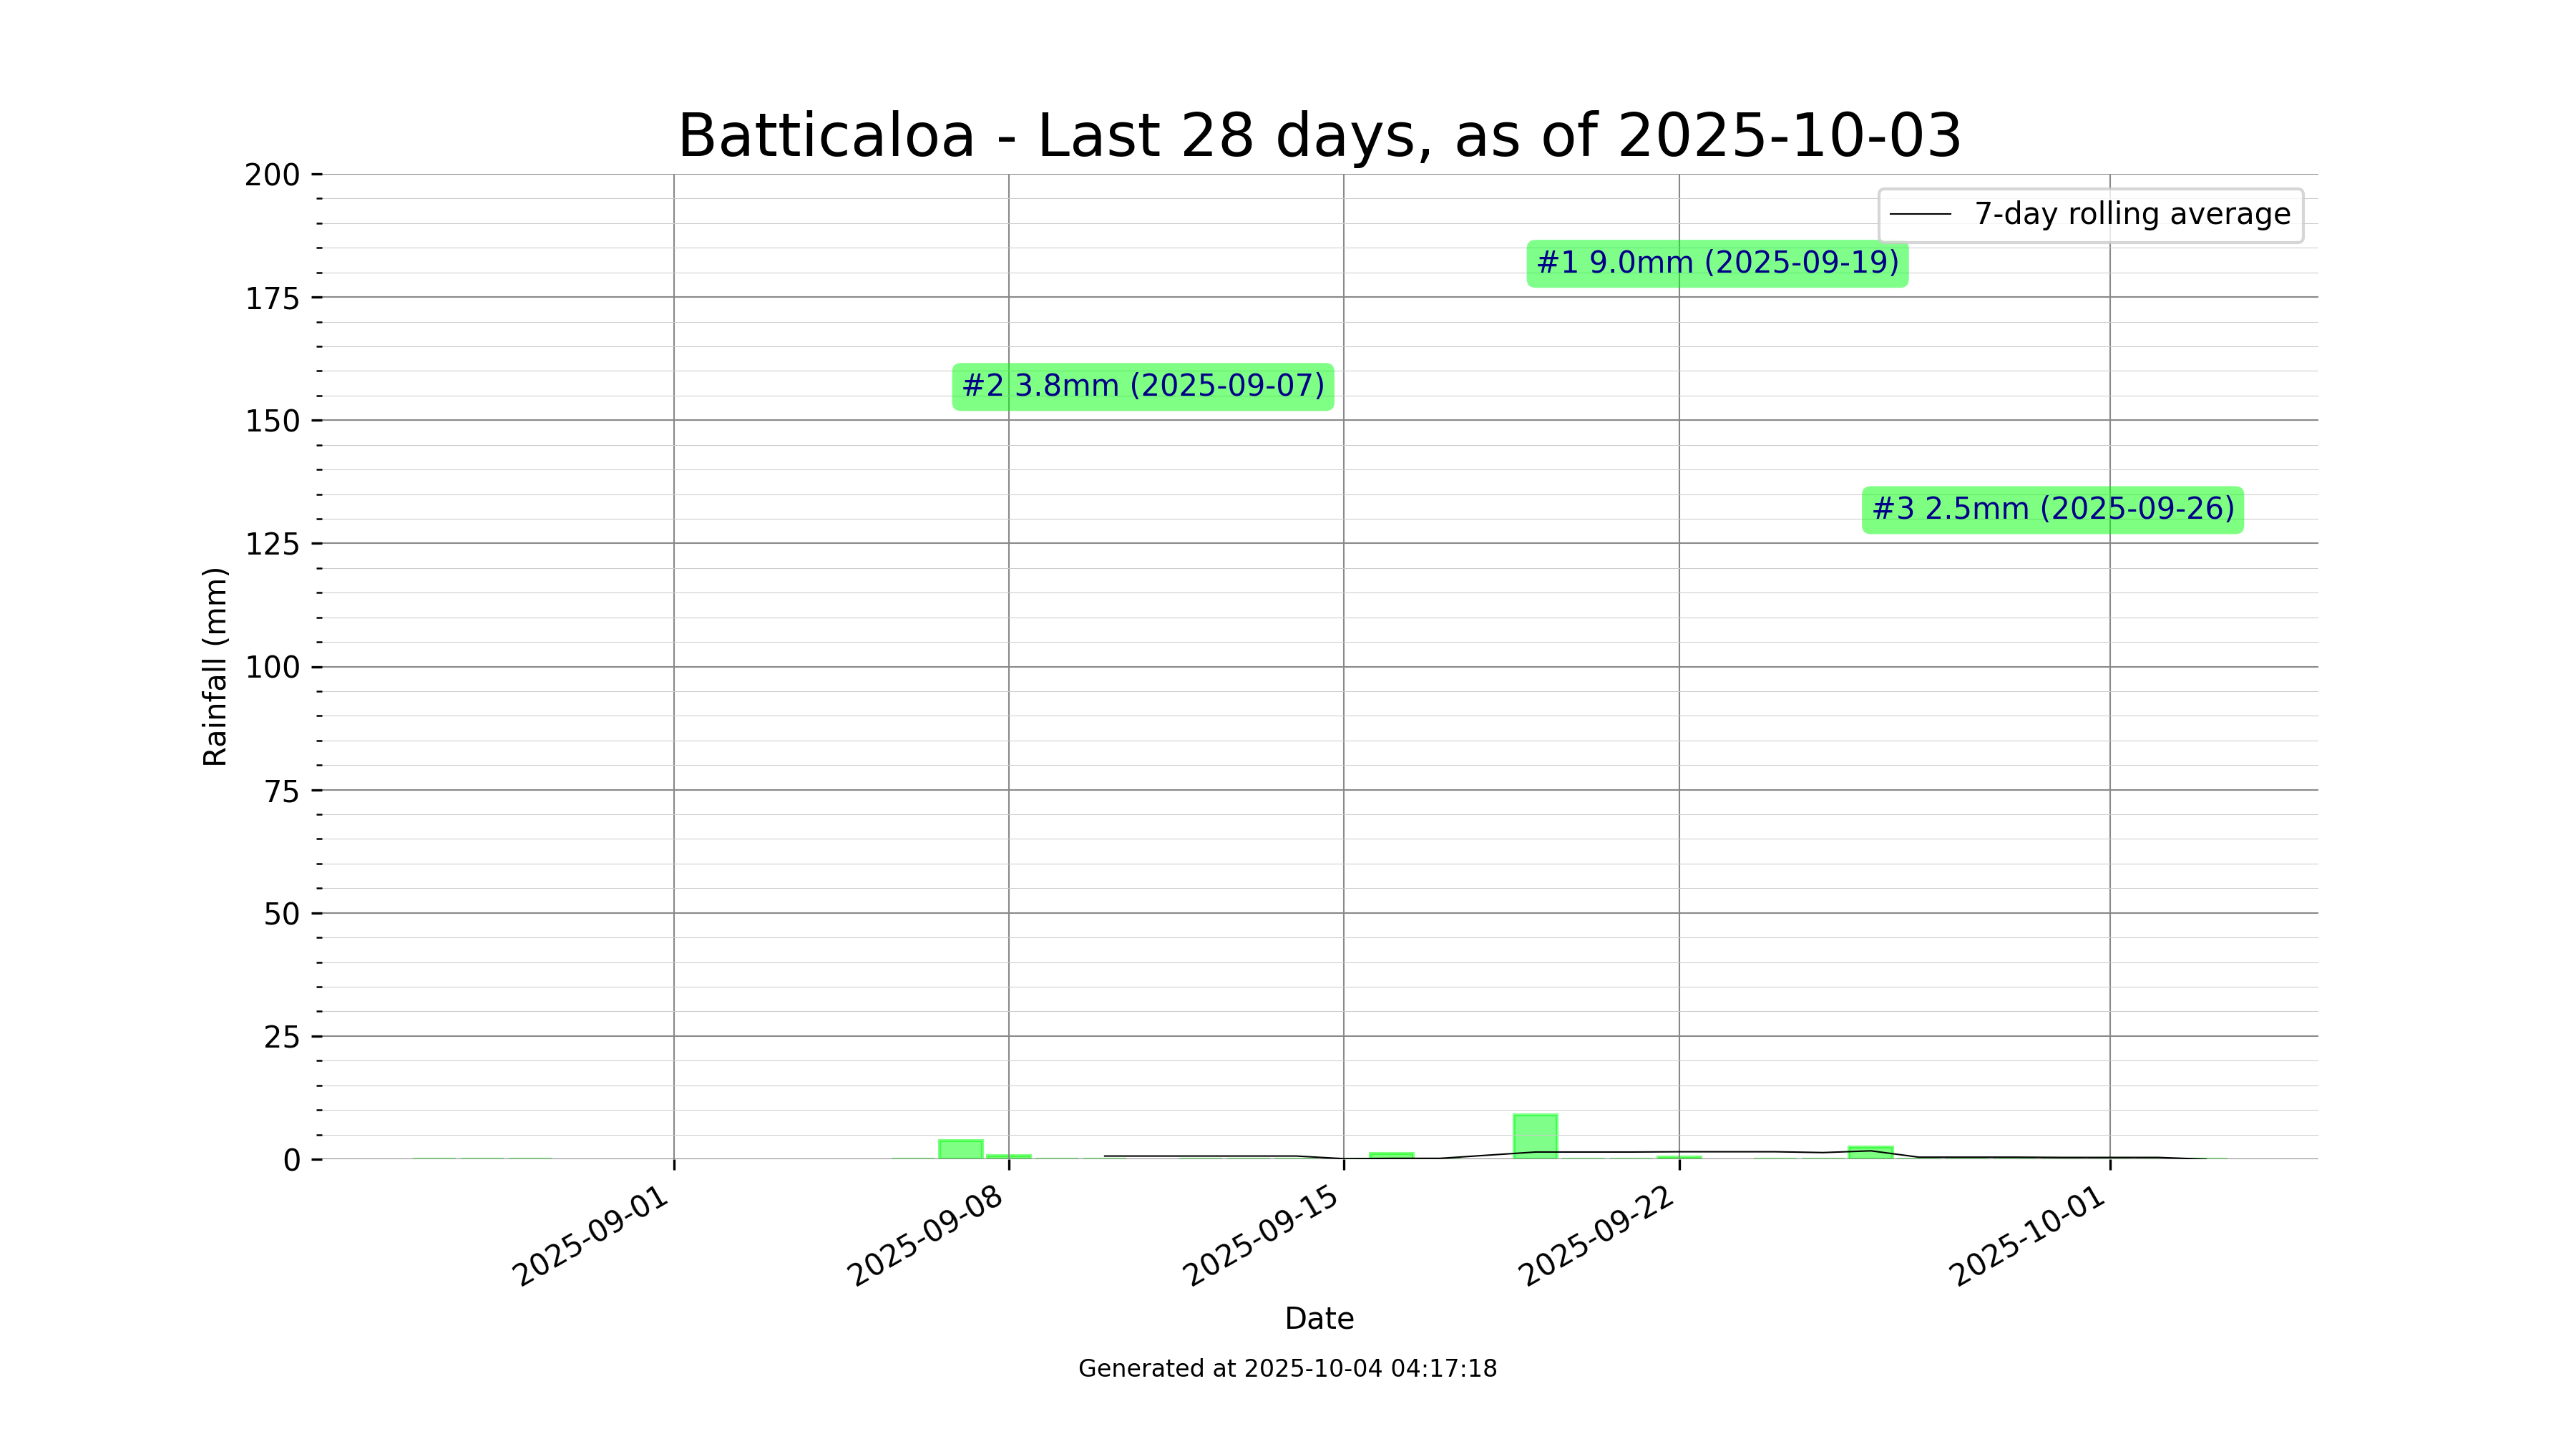 Batticaloa - Last 28 days, as of 2025-10-03
200
175
150
125
100
75
50
25
0
Rainfall (mm)
7-day rolling average
#1 9.0mm (2025-09-19)
#2 3.8mm (2025-09-07)
#3 2.5mm (2025-09-26)
2025-09-01
2025-09-08
2025-09-15
2025-09-22
2025-10-01
Date
Generated at 2025-10-04 04:17:18